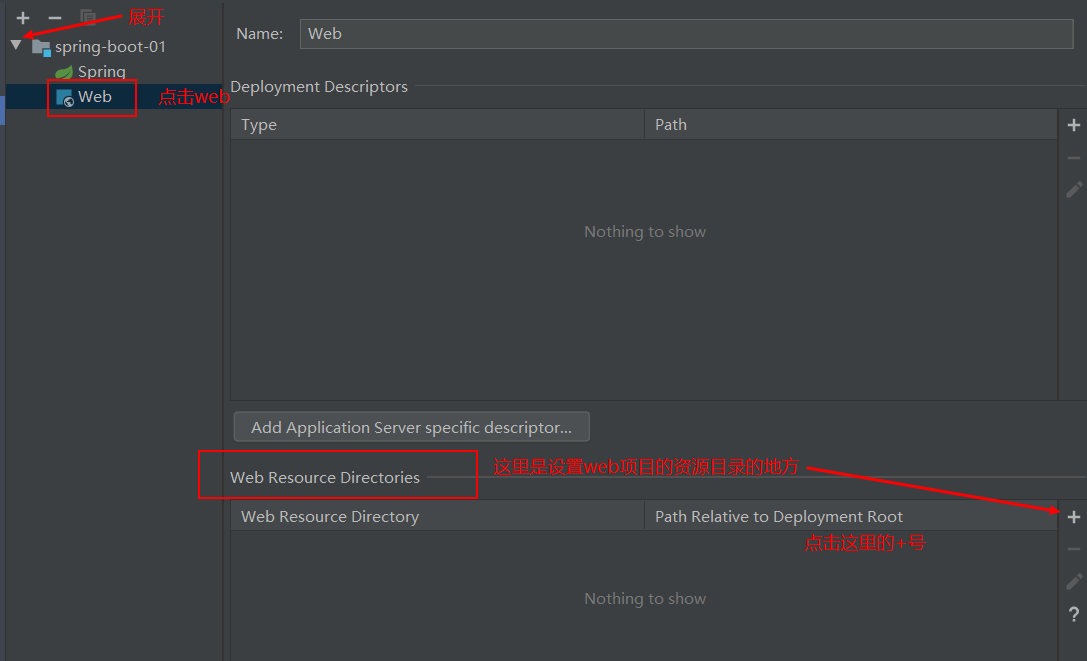 展开
spring-boot-01
Spring
Web
点击web
Name:
Web
Deployment Descriptors
Type
Path
Nothing to show
Add Application Server specific descriptor...
Web Resource Directories
这里是设置web项目的资源目录的地方
Web Resource Directory
Path Relative to Deployment Root
点击这里的+号
Nothing to show
?